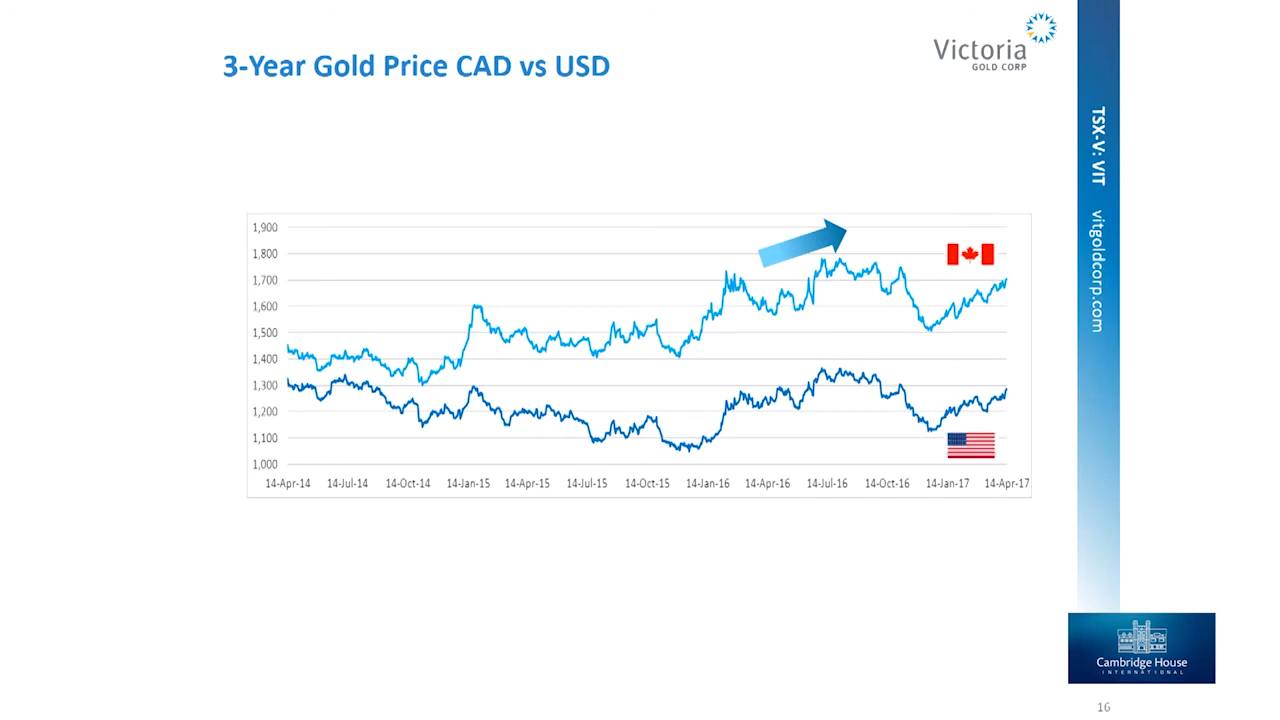 3-Year Gold Price CAD vs USD
Victoria
GOLD CORP
TSX-V: VIT vitgoldcorp.com
1,900
1,800
1,700
1,600
1,500
1,400
1,300
1,200
1,100
1,000
14-Apr-14 14-Jul-14 14-Oct-14 14-Jan-15 14-Apr-15 14-Jul-15 14-Oct-15 14-Jan-16 14-Apr-16 14-Jul-16 14-Oct-16 14-Jan-17 14-Apr-17
Cambridge House
INTERNATIONAL
16